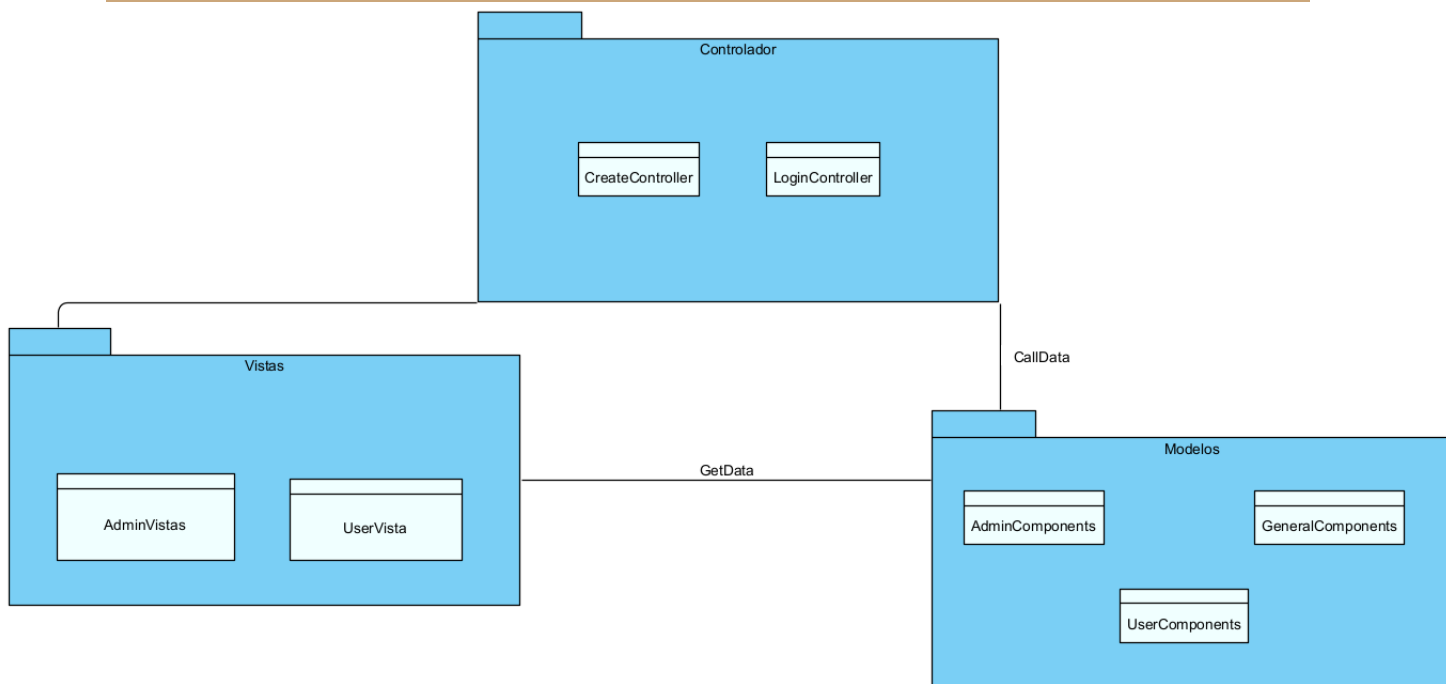 Controlador
CreateController
LoginController
CallData
Vistas
AdminVistas
UserVista
GetData
Modelos
AdminComponents
GeneralComponents
UserComponents